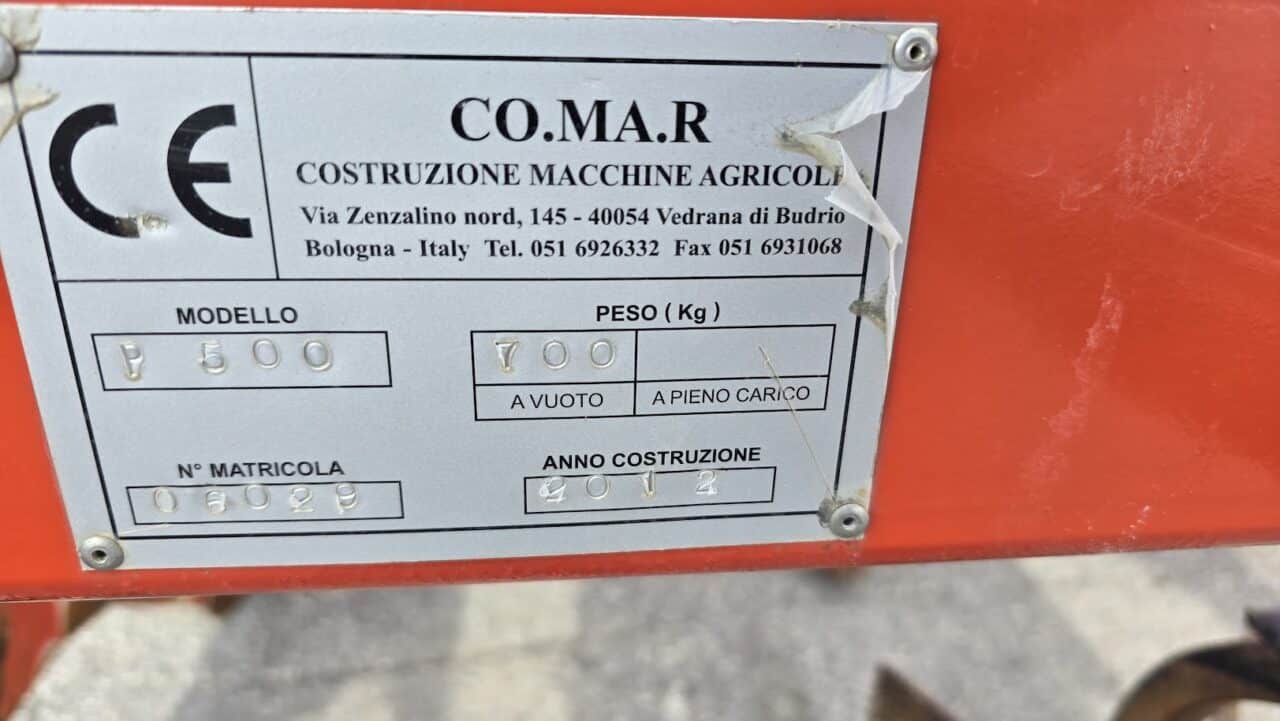 CE
CO.MA.R
COSTRUZIONE MACCHINE AGRICOLE
Via Zenzalino nord, 145 - 40054 Vedrana di Budrio
Bologna - Italy Tel. 051 6926332 Fax 051 6931068
MODELLO
P 500
PESO ( Kg )
700
A VUOTO
A PIENO CARICO
N° MATRICOLA
ANNO COSTRUZIONE
2012